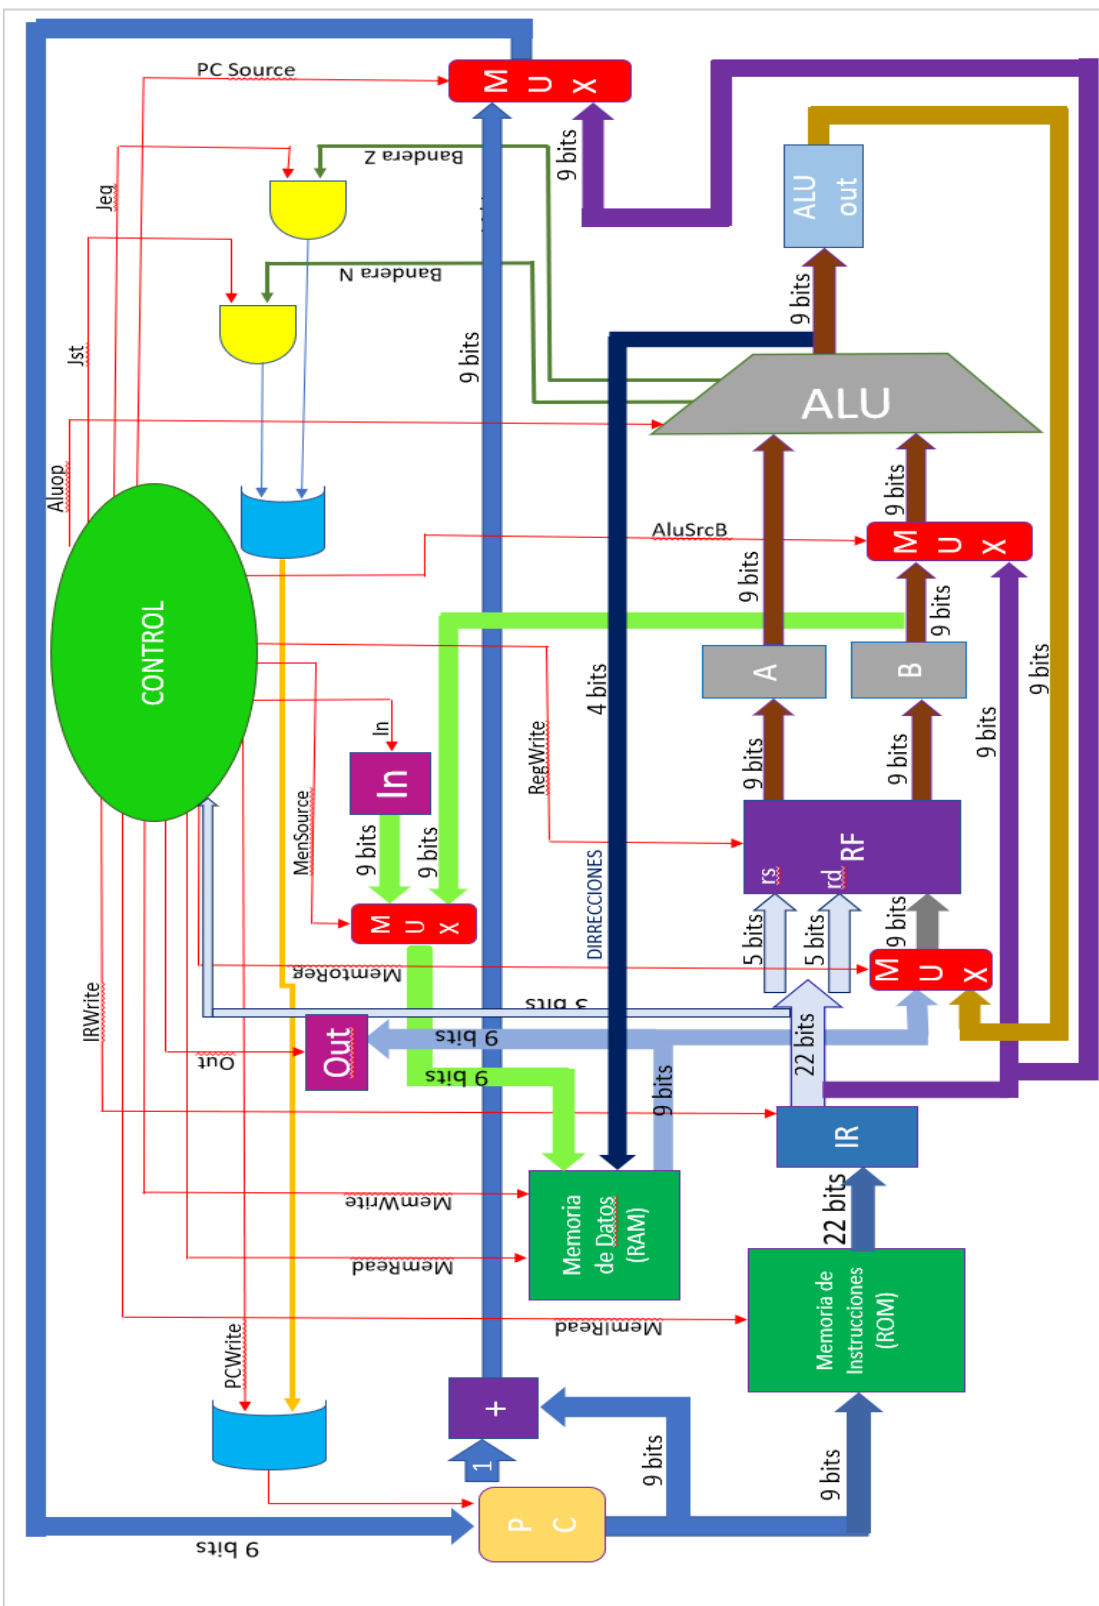 PC Source
M
U
X
9 bits
ALU
out
9 bits
Jeq
Bandera Z
Jst
Bandera N
9 bits
ALU
Aluop
CONTROL
AluSrcB
9 bits
M
U
X
9 bits
9 bits
A
B
4 bits
9 bits
9 bits
In
In
MenSource
RegWrite
9 bits
9 bits
9 bits
9 bits
M
U
X
DIRRECCIONES
rs
rd
RF
5 bits
5 bits
9 bits
M
U
X
MemtoReg
3 bits
IRWrite
Out
Out
9 bits
9 bits
9 bits
22 bits
IR
MemWrite
MemRead
Memoria
de Datos
(RAM)
22 bits
MemIRead
Memoria de
Instrucciones
(ROM)
PCWrite
+
1
9 bits
9 bits
P
C
9 bits